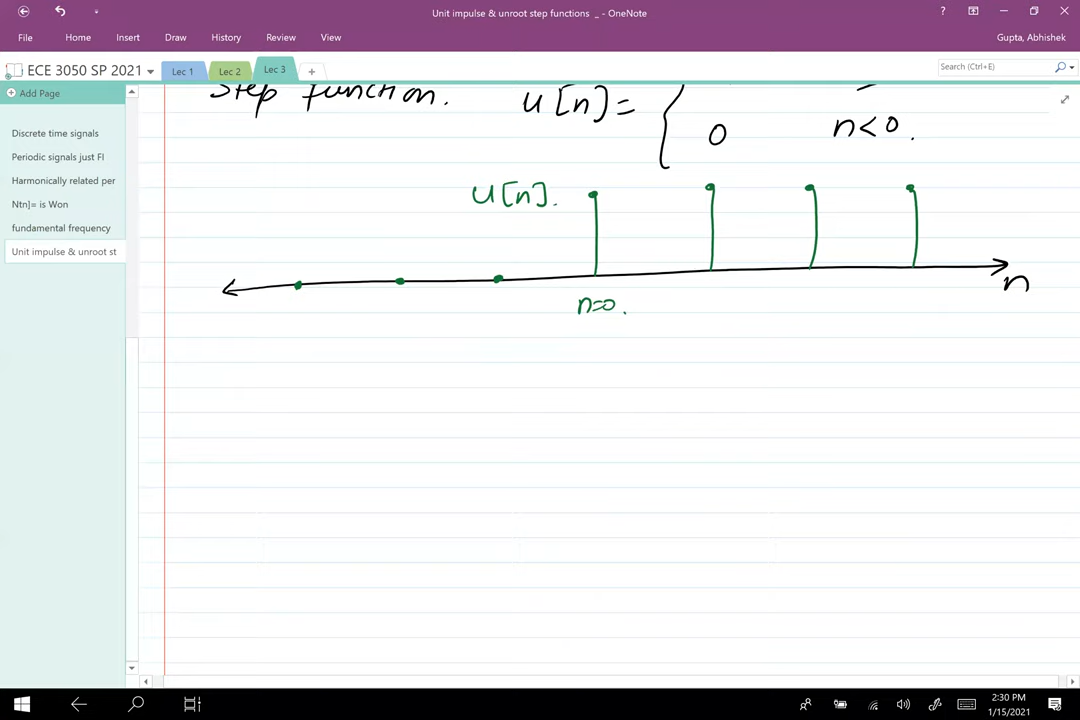 Unit impulse & unroot step functions _ - OneNote
?
Gupta, Abhishek
File Home Insert Draw History Review View
ECE 3050 SP 2021
Lec 1
Lec 2
Lec 3
+
Search (Ctrl+E)
Add Page
Discrete time signals
Periodic signals just FI
Harmonically related per
Ntn]= is Won
fundamental frequency
Unit impulse & unroot st
Step function. u[n]= {
0 n<0.
u[n].
n
n=0.
2:30 PM
1/15/2021